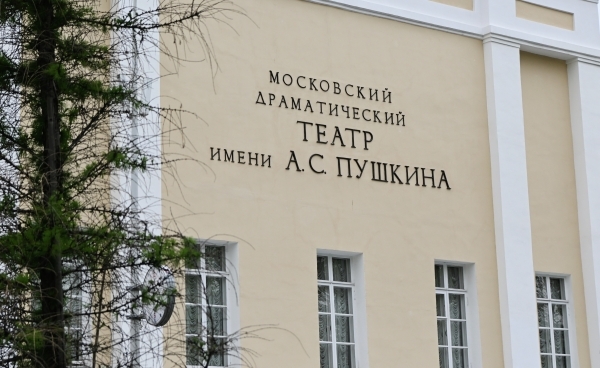 МОСКОВСКИЙ
ДРАМАТИЧЕСКИЙ
ТЕАТР
ИМЕНИ А.С. ПУШКИНА